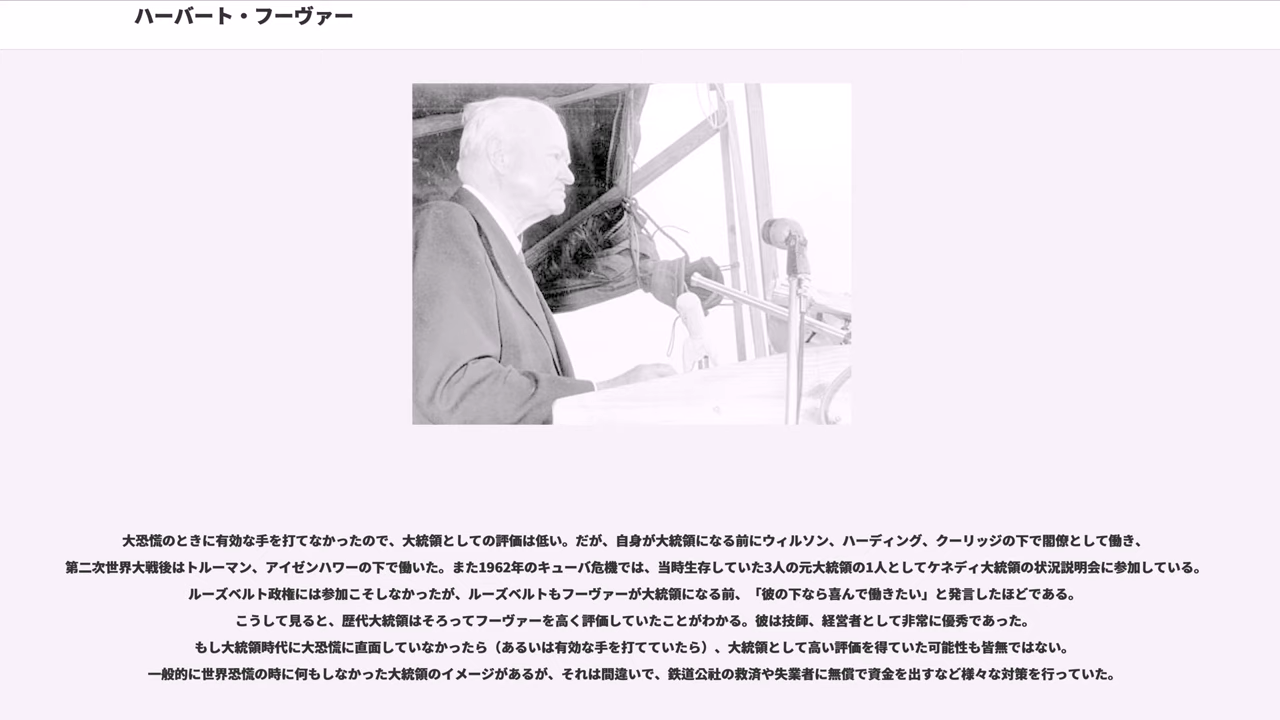 ハーバート・フーヴァー
大恐慌のときに有効な手を打てなかったので、大統領としての評価は低い。だが、自身が大統領になる前にウィルソン、ハーディング、クーリッジの下で閣僚として働き、
第二次世界大戦後はトルーマン、アイゼンハワーの下で働いた。また1962年のキューバ危機では、当時生存していた3人の元大統領の1人としてケネディ大統領の状況説明会に参加している。
ルーズベルト政権には参加こそしなかったが、ルーズベルトもフーヴァーが大統領になる前、「彼の下なら喜んで働きたい」と発言したほどである。
こうして見ると、歴代大統領はそろってフーヴァーを高く評価していたことがわかる。彼は技師、経営者として非常に優秀であった。
もし大統領時代に大恐慌に直面していなかったら（あるいは有効な手を打てていたら）、大統領として高い評価を得ていた可能性も皆無ではない。
一般的に世界恐慌の時に何もしなかった大統領のイメージがあるが、それは間違いで、鉄道公社の救済や失業者に無償で資金を出すなど様々な対策を行っていた。